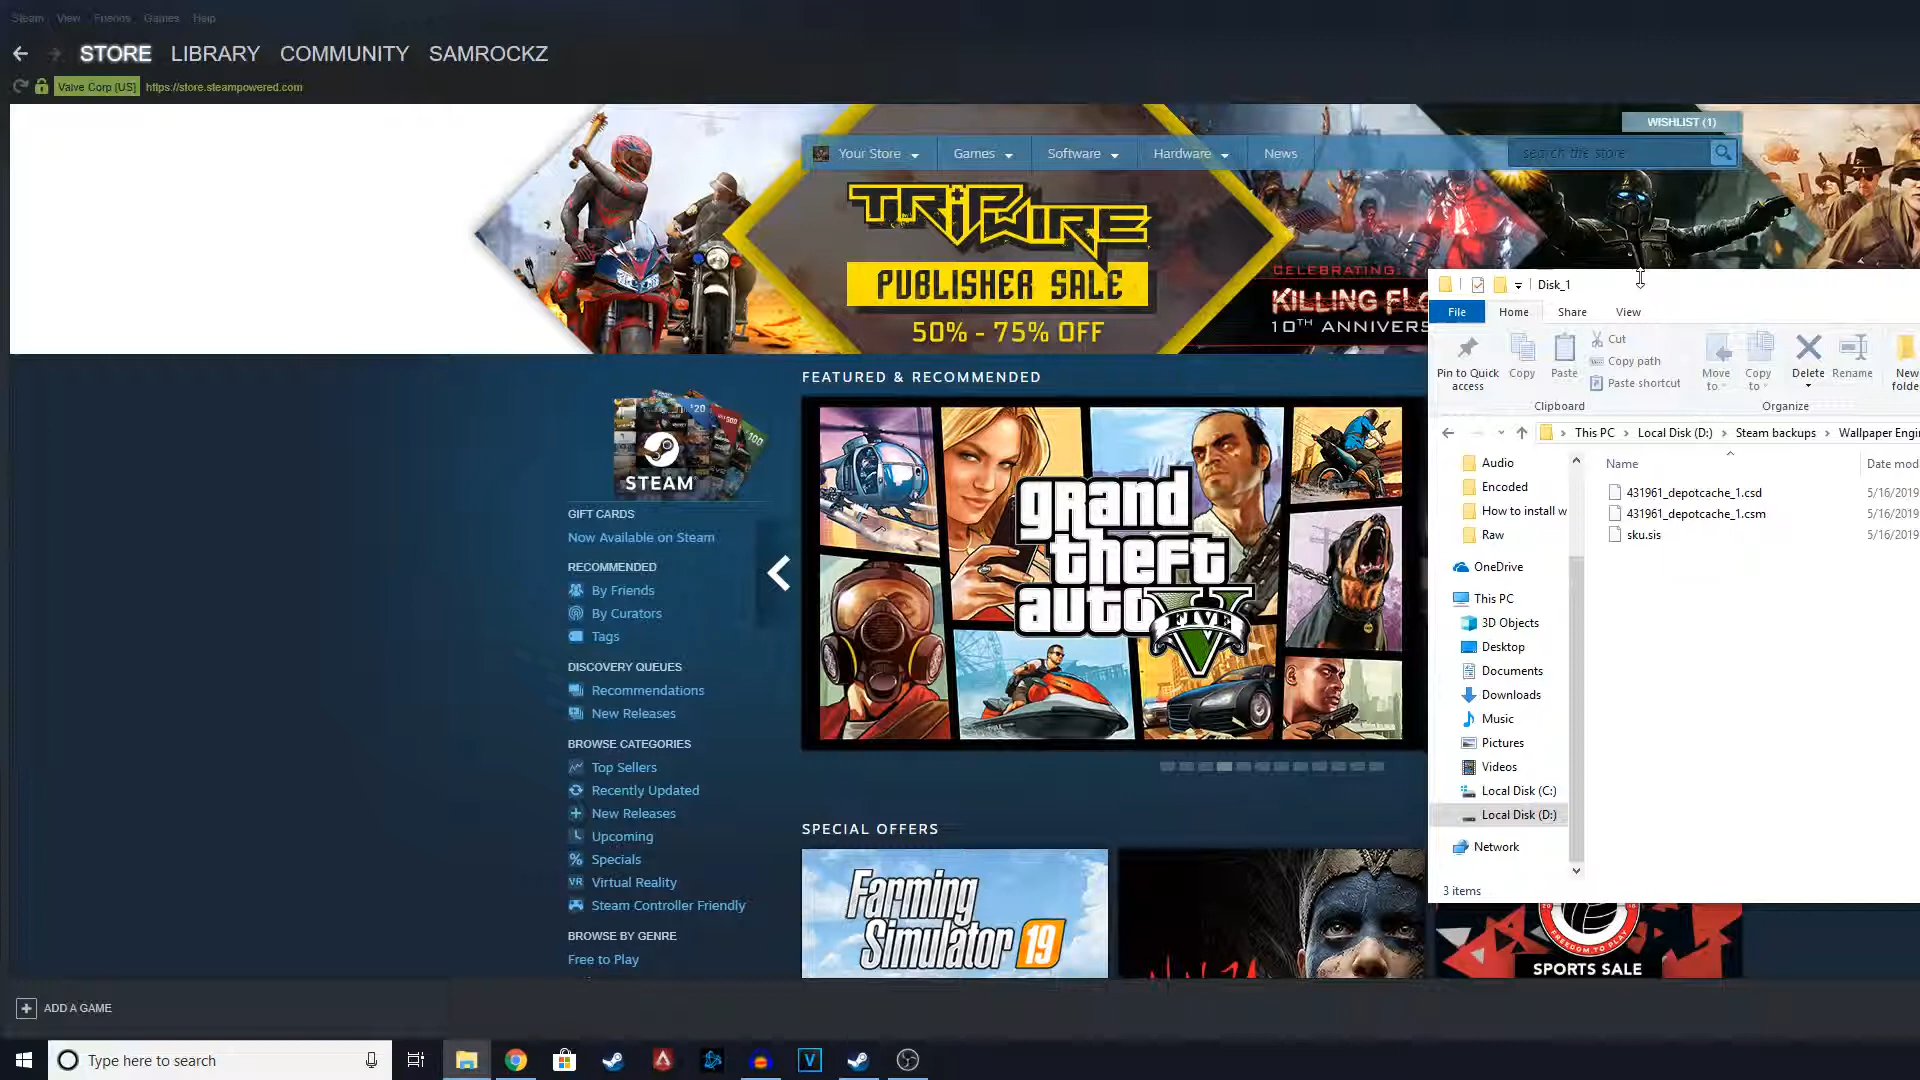 Steam View Friends Games Help
STORE LIBRARY COMMUNITY SAMROCKZ
Valve Corp [US] https://store.steampowered.com
WISHLIST (1)
Your Store Games Software Hardware News search the store
TRIPWIRE
PUBLISHER SALE
50% - 75% OFF
CELEBRATING:
KILLING FLO
10TH ANNIVERS
FEATURED & RECOMMENDED
STEAM
GIFT CARDS
Now Available on Steam
RECOMMENDED
By Friends
By Curators
Tags
DISCOVERY QUEUES
Recommendations
New Releases
BROWSE CATEGORIES
Top Sellers
Recently Updated
New Releases
Upcoming
Specials
VR Virtual Reality
Steam Controller Friendly
BROWSE BY GENRE
Free to Play
grand
theft
auto V
FIVE
SPECIAL OFFERS
Farming
Simulator 19
FREEDOM TO PLAY
SPORTS SALE
Disk_1
File Home Share View
Pin to Quick access
Copy
Paste
Cut
Copy path
Paste shortcut
Move to
Copy to
Delete
Rename
New folde
Clipboard Organize
This PC Local Disk (D:) Steam backups Wallpaper Engi
Name Date mod
431961_depotcache_1.csd 5/16/2019
431961_depotcache_1.csm 5/16/2019
sku.sis 5/16/2019
Audio
Encoded
How to install w
Raw
OneDrive
This PC
3D Objects
Desktop
Documents
Downloads
Music
Pictures
Videos
Local Disk (C:)
Local Disk (D:)
Network
3 items
ADD A GAME
Type here to search